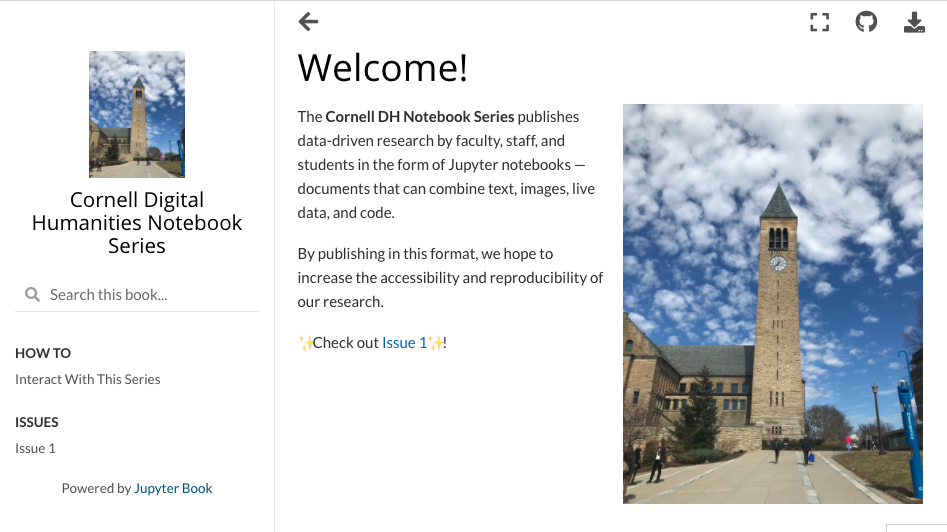 Cornell Digital
Humanities Notebook
Series
Search this book...
HOW TO
Interact With This Series
ISSUES
Issue 1
Powered by Jupyter Book
Welcome!
The Cornell DH Notebook Series publishes
data-driven research by faculty, staff, and
students in the form of Jupyter notebooks —
documents that can combine text, images, live
data, and code.
By publishing in this format, we hope to
increase the accessibility and reproducibility of
our research.
✨Check out Issue 1✨!